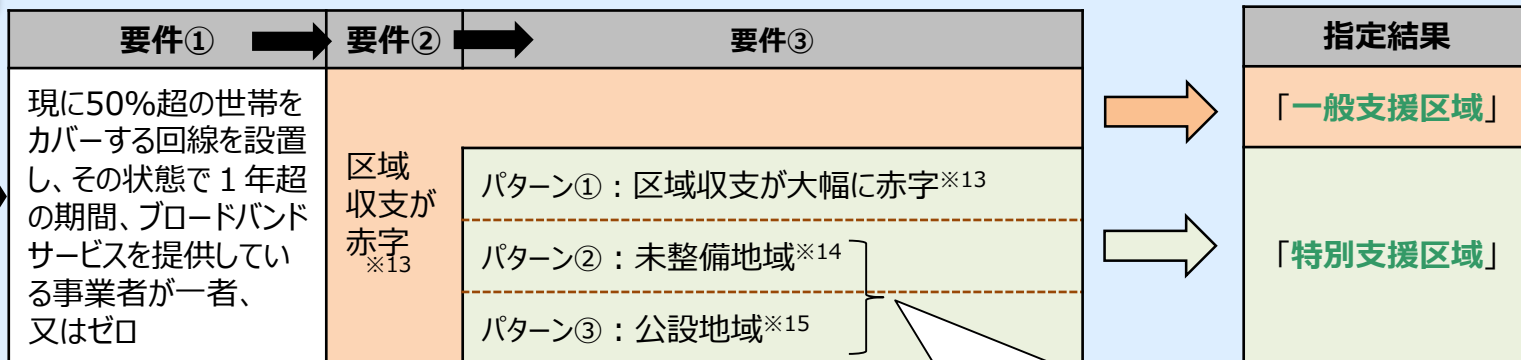 要件① 要件② 要件③ 指定結果
現に50%超の世帯を
カバーする回線を設置
し、その状態で1年超
の期間、ブロードバンド
サービスを提供してい
る事業者が一者、
又はゼロ
区域
収支が
赤字
※13
パターン①：区域収支が大幅に赤字※13
パターン②：未整備地域※14
パターン③：公設地域※15
「一般支援区域」
「特別支援区域」